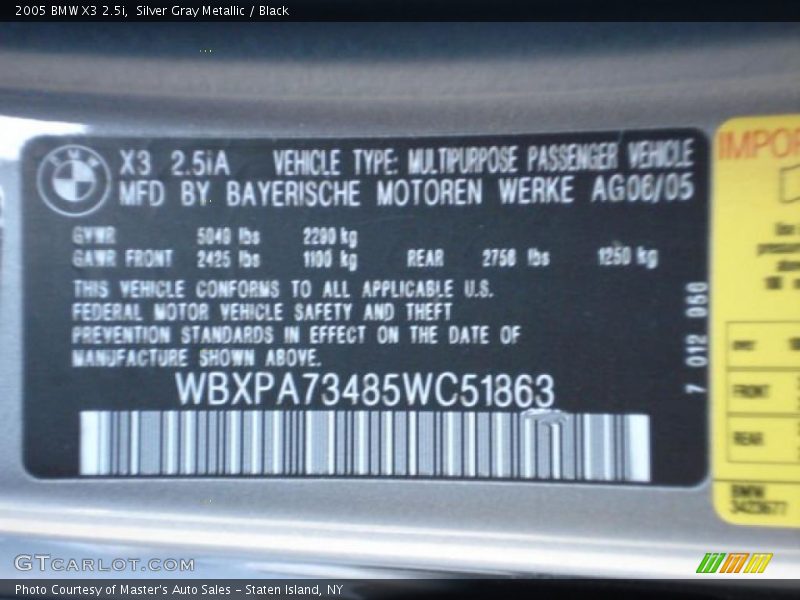 2005 BMW X3 2.5i,  Silver Gray Metallic / Black
BMW
X3 2.5iA VEHICLE TYPE: MULTIPURPOSE PASSENGER VEHICLE
MFD BY BAYERISCHE MOTOREN WERKE AG06/05
GVWR 5040 lbs 2290 kg
GAWR FRONT 2425 lbs 1100 kg REAR 2756 lbs 1250 kg
THIS VEHICLE CONFORMS TO ALL APPLICABLE U.S.
FEDERAL MOTOR VEHICLE SAFETY AND THEFT
PREVENTION STANDARDS IN EFFECT ON THE DATE OF
MANUFACTURE SHOWN ABOVE.
WBXPA73485WC51863
7 012 050
IMPOR
FRONT
REAR
BMW
3423677
GTCARLOT.COM
Photo Courtesy of Master's Auto Sales - Staten Island, NY